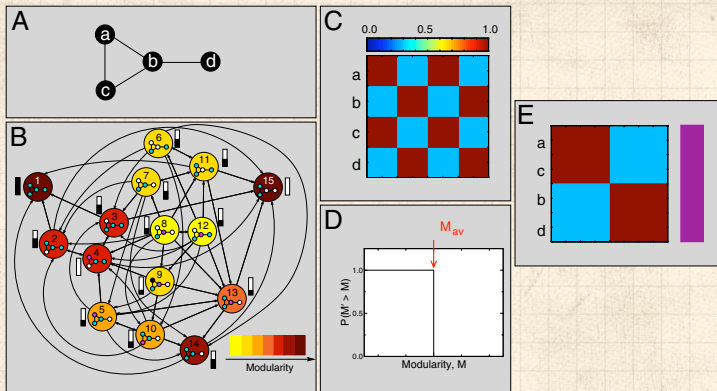 A
a
b
d
c
B
6
11
1
7
15
3
8
12
2
4
9
13
5
10
14
Modularity
C
0.0 0.5 1.0
a
b
c
d
D
M_av
1.0
0.5
0.0
P(M' > M)
Modularity, M
E
a
c
b
d